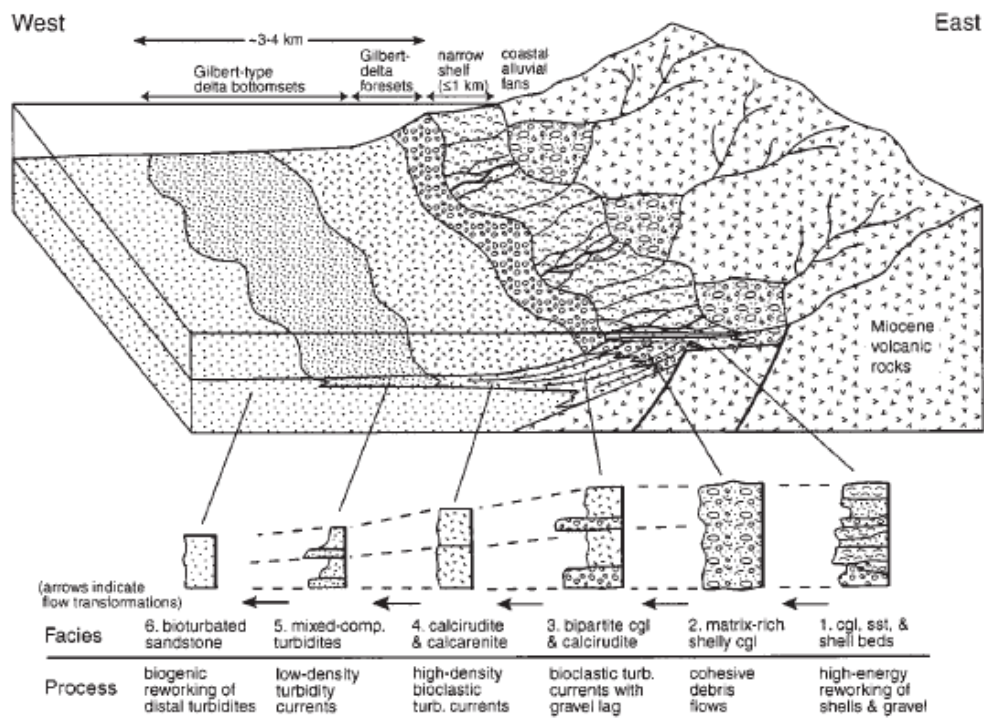 West
East
~3-4 km
Gilbert-type
delta bottomsets
Gilbert-
delta
foresets
narrow
shelf
(≤1 km)
coastal
alluvial
fans
Miocene
volcanic
rocks
(arrows indicate
flow transformations)
Facies
6. bioturbated
sandstone
5. mixed-comp.
turbidites
4. calcirudite
& calcarenite
3. bipartite cgl
& calcirudite
2. matrix-rich
shelly cgl
1. cgl, sst, &
shell beds
Process
biogenic
reworking of
distal turbidites
low-density
turbidity
currents
high-density
bioclastic
turb. currents
bioclastic turb.
currents with
gravel lag
cohesive
debris
flows
high-energy
reworking of
shells & gravel